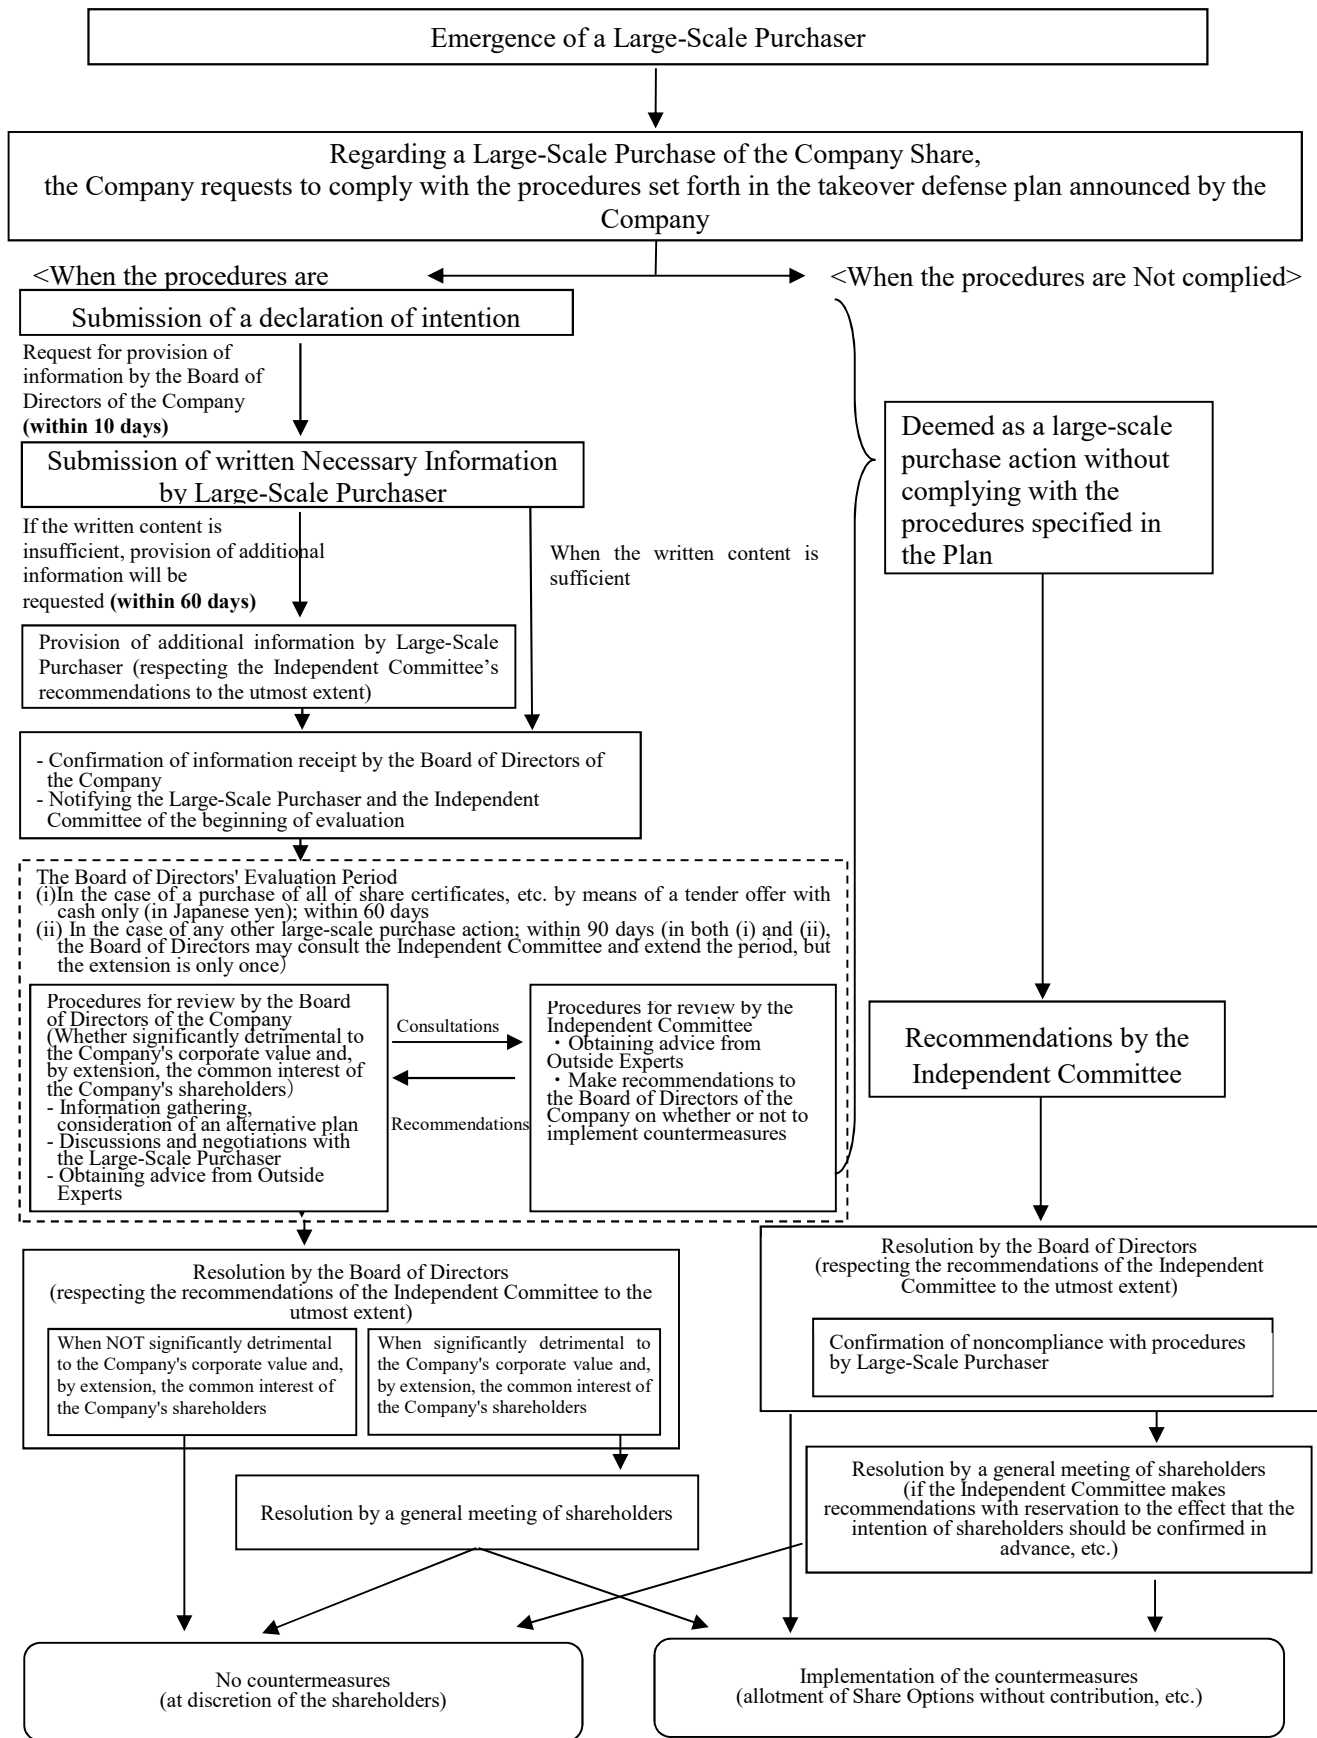 Emergence of a Large-Scale Purchaser
Regarding a Large-Scale Purchase of the Company Share,
the Company requests to comply with the procedures set forth in the takeover defense plan announced by the
Company
<When the procedures are
<When the procedures are Not complied>
Submission of a declaration of intention
Request for provision of
information by the Board of
Directors of the Company
(within 10 days)
Submission of written Necessary Information
by Large-Scale Purchaser
If the written content is
insufficient, provision of additional
information will be
requested (within 60 days)
When the written content is
sufficient
Deemed as a large-scale
purchase action without
complying with the
procedures specified in
the Plan
Provision of additional information by Large-Scale
Purchaser (respecting the Independent Committee's
recommendations to the utmost extent)
- Confirmation of information receipt by the Board of Directors of
the Company
- Notifying the Large-Scale Purchaser and the Independent
Committee of the beginning of evaluation
The Board of Directors' Evaluation Period
(i)In the case of a purchase of all of share certificates, etc. by means of a tender offer with
cash only (in Japanese yen); within 60 days
(ii) In the case of any other large-scale purchase action; within 90 days (in both (i) and (ii),
the Board of Directors may consult the Independent Committee and extend the period, but
the extension is only once)
Procedures for review by the Board
of Directors of the Company
(Whether significantly detrimental to
the Company's corporate value and,
by extension, the common interest of
the Company's shareholders)
- Information gathering,
consideration of an alternative plan
- Discussions and negotiations with
the Large-Scale Purchaser
- Obtaining advice from Outside
Experts
Consultations
Recommendations
Procedures for review by the
Independent Committee
・Obtaining advice from
Outside Experts
・Make recommendations to
the Board of Directors of the
Company on whether or not to
implement countermeasures
Recommendations by the
Independent Committee
Resolution by the Board of Directors
(respecting the recommendations of the Independent Committee to the
utmost extent)
When NOT significantly detrimental
to the Company's corporate value and,
by extension, the common interest of
the Company's shareholders
When significantly detrimental to
the Company's corporate value and,
by extension, the common interest of
the Company's shareholders
Resolution by the Board of Directors
(respecting the recommendations of the Independent
Committee to the utmost extent)
Confirmation of noncompliance with procedures
by Large-Scale Purchaser
Resolution by a general meeting of shareholders
Resolution by a general meeting of shareholders
(if the Independent Committee makes
recommendations with reservation to the effect that the
intention of shareholders should be confirmed in
advance, etc.)
No countermeasures
(at discretion of the shareholders)
Implementation of the countermeasures
(allotment of Share Options without contribution, etc.)